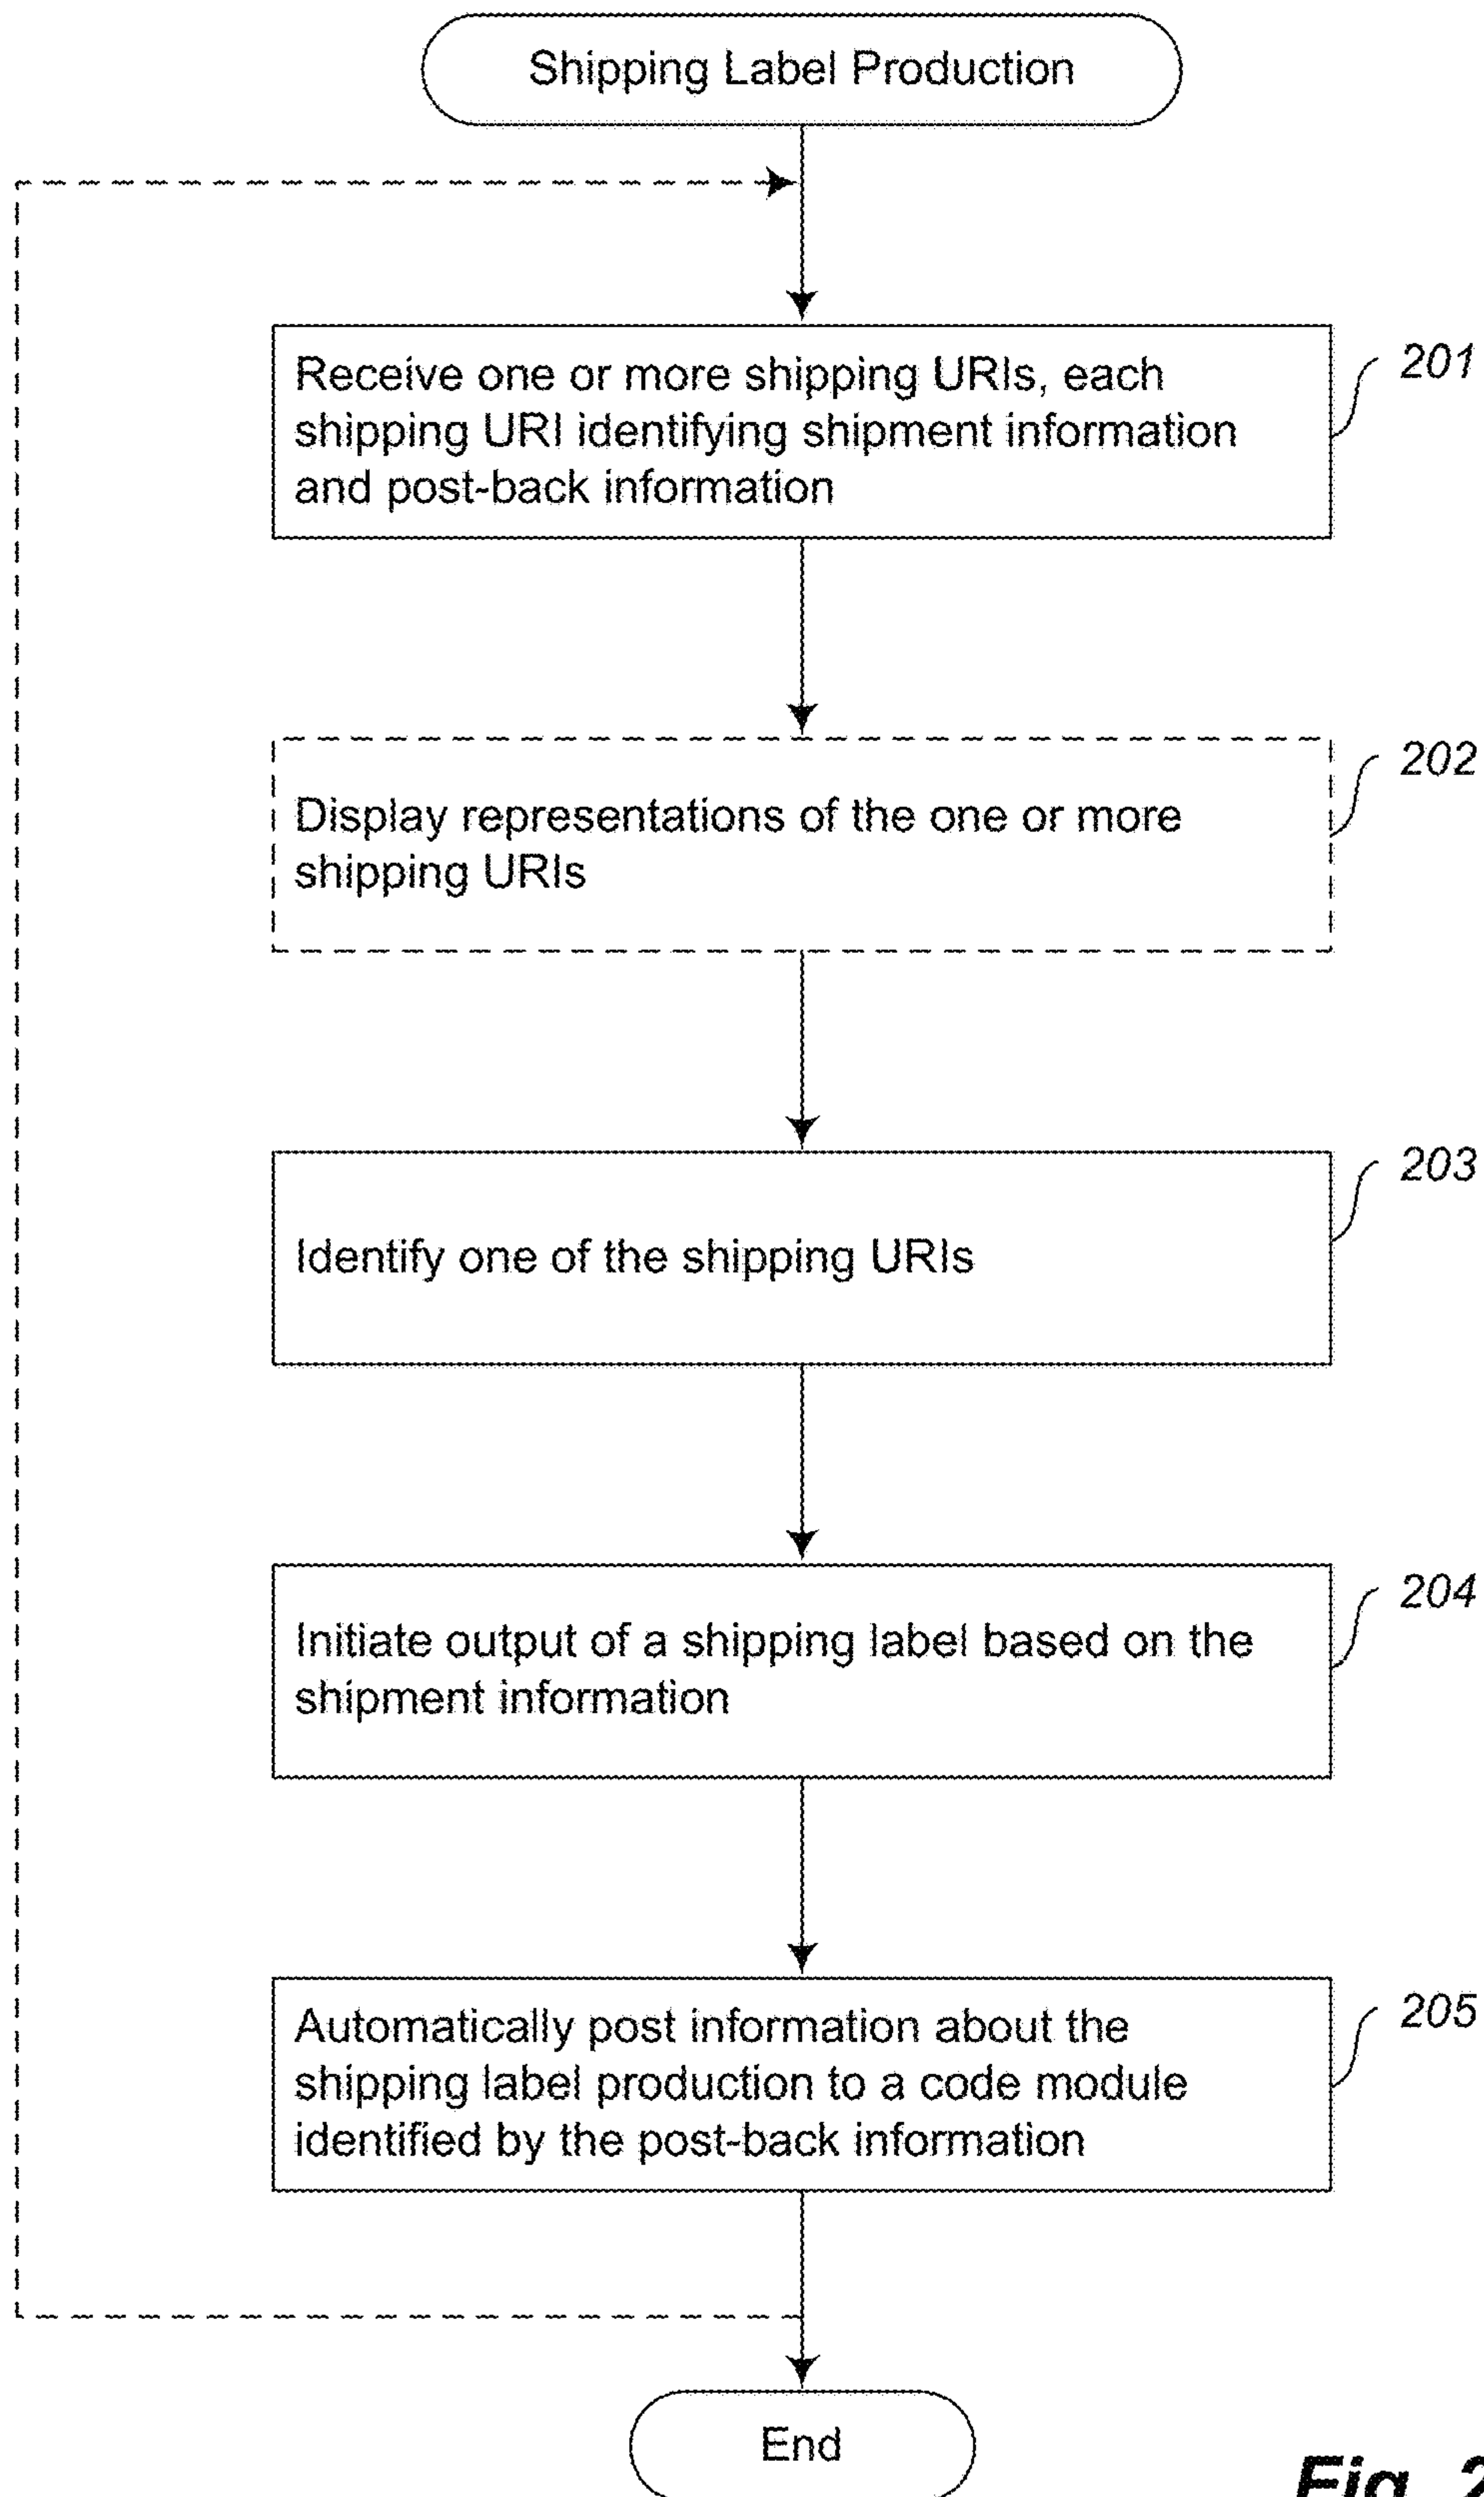 Shipping Label Production
Receive one or more shipping URIs, each
shipping URI identifying shipment information
and post-back information
201
Display representations of the one or more
shipping URIs
202
Identify one of the shipping URIs
203
Initiate output of a shipping label based on the
shipment information
204
Automatically post information about the
shipping label production to a code module
identified by the post-back information
205
End
Fig. 2